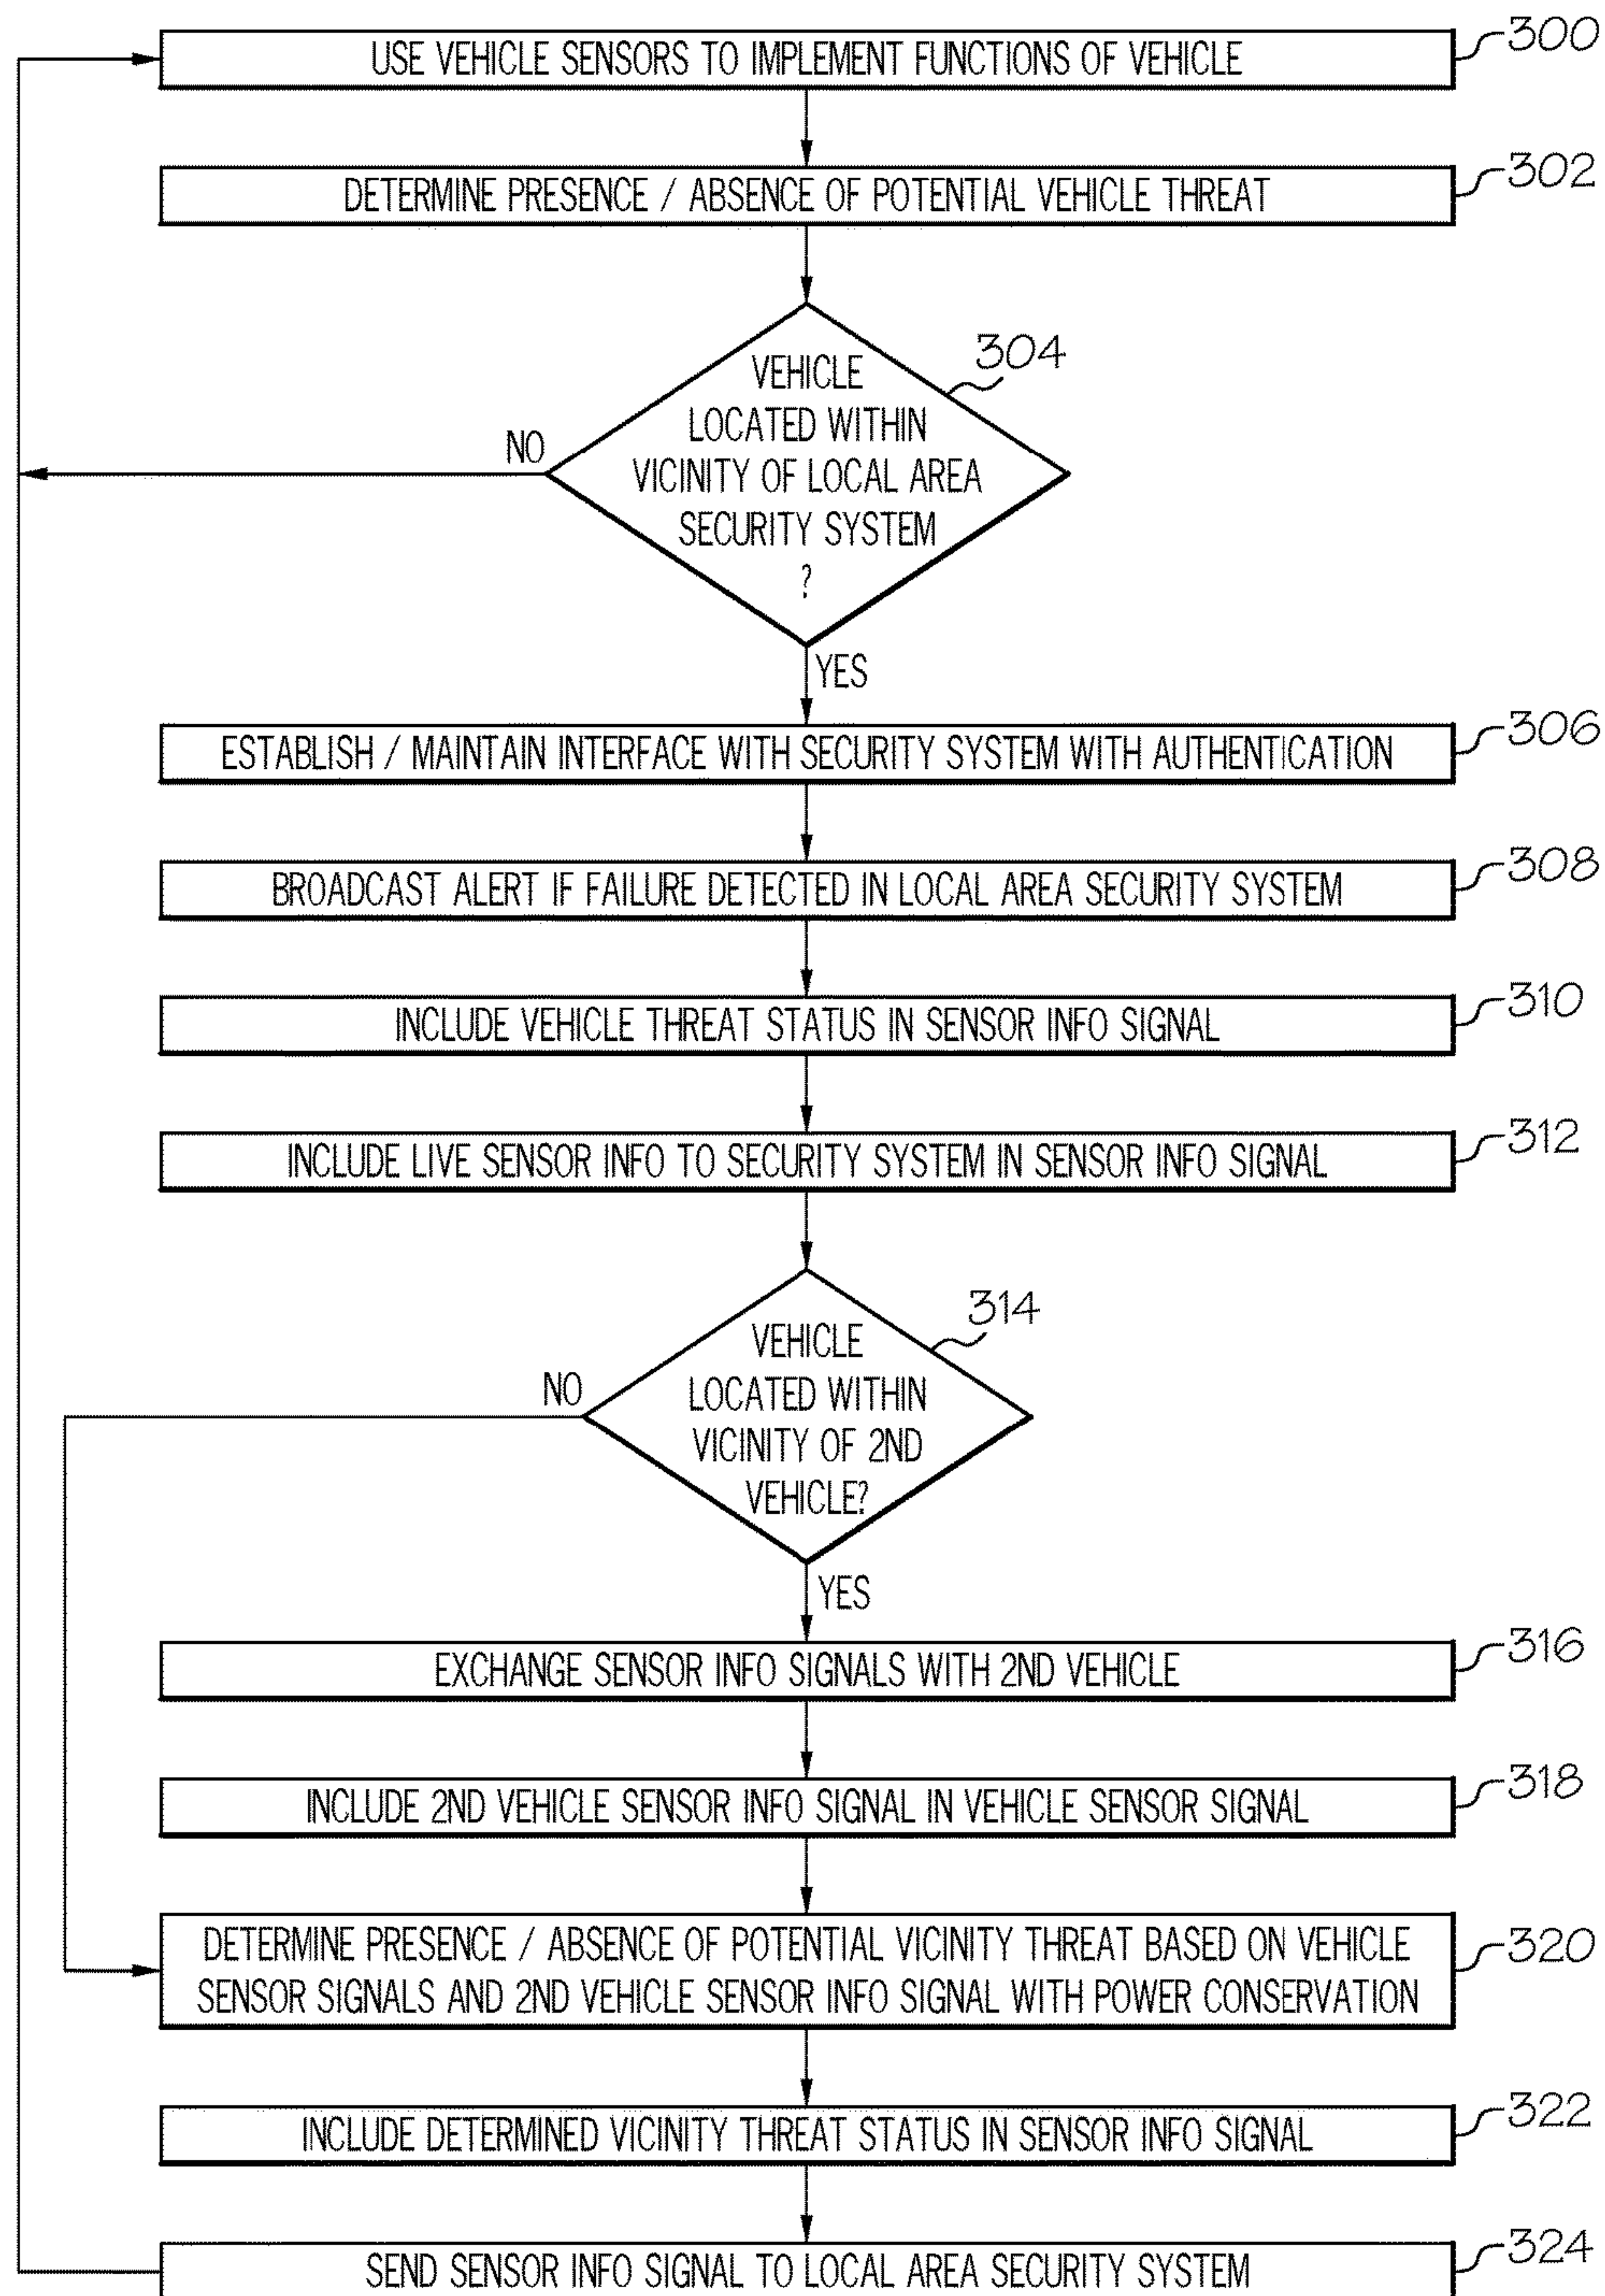 USE VEHICLE SENSORS TO IMPLEMENT FUNCTIONS OF VEHICLE
300
DETERMINE PRESENCE / ABSENCE OF POTENTIAL VEHICLE THREAT
302
304
VEHICLE
LOCATED WITHIN
VICINITY OF LOCAL AREA
SECURITY SYSTEM
?
NO
YES
ESTABLISH / MAINTAIN INTERFACE WITH SECURITY SYSTEM WITH AUTHENTICATION
306
BROADCAST ALERT IF FAILURE DETECTED IN LOCAL AREA SECURITY SYSTEM
308
INCLUDE VEHICLE THREAT STATUS IN SENSOR INFO SIGNAL
310
INCLUDE LIVE SENSOR INFO TO SECURITY SYSTEM IN SENSOR INFO SIGNAL
312
314
VEHICLE
LOCATED WITHIN
VICINITY OF 2ND
VEHICLE?
NO
YES
EXCHANGE SENSOR INFO SIGNALS WITH 2ND VEHICLE
316
INCLUDE 2ND VEHICLE SENSOR INFO SIGNAL IN VEHICLE SENSOR SIGNAL
318
DETERMINE PRESENCE / ABSENCE OF POTENTIAL VICINITY THREAT BASED ON VEHICLE
SENSOR SIGNALS AND 2ND VEHICLE SENSOR INFO SIGNAL WITH POWER CONSERVATION
320
INCLUDE DETERMINED VICINITY THREAT STATUS IN SENSOR INFO SIGNAL
322
SEND SENSOR INFO SIGNAL TO LOCAL AREA SECURITY SYSTEM
324